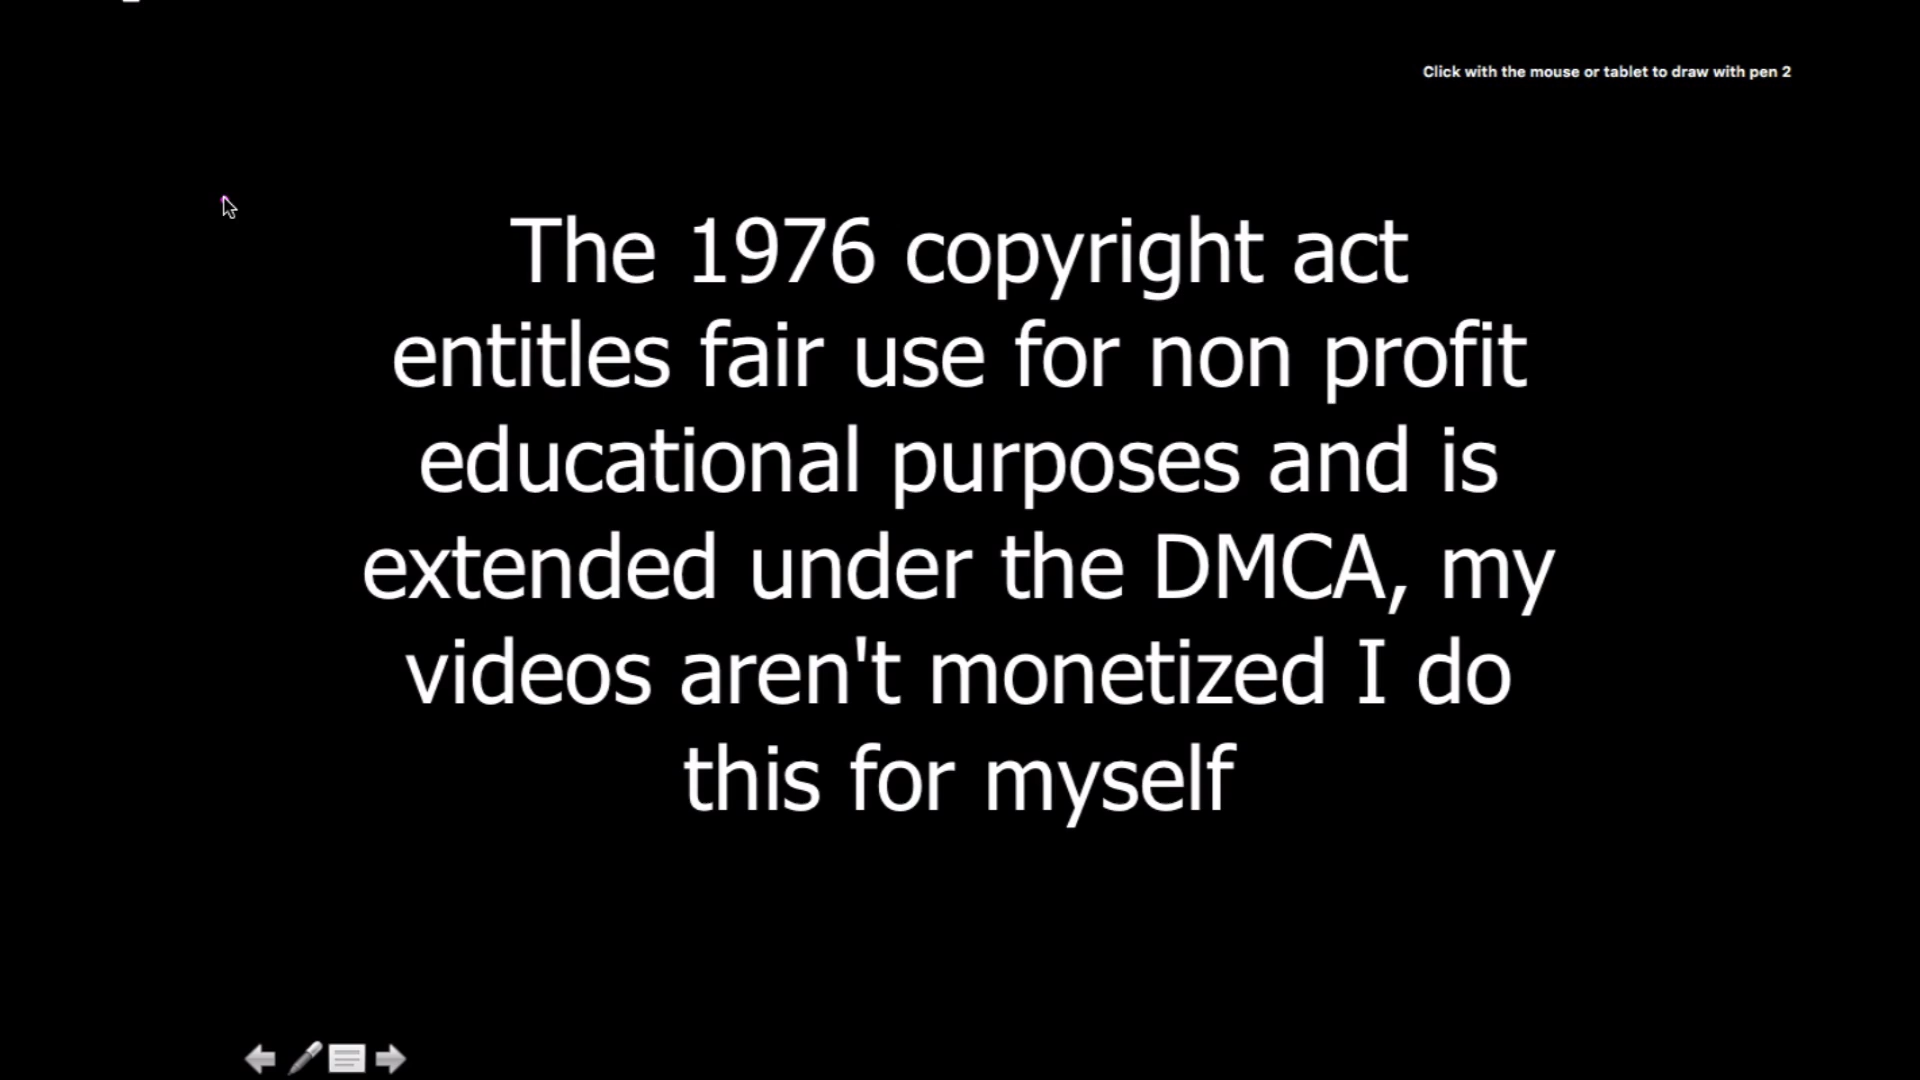 Click with the mouse or tablet to draw with pen 2
The 1976 copyright act
entitles fair use for non profit
educational purposes and is
extended under the DMCA, my
videos aren't monetized I do
this for myself